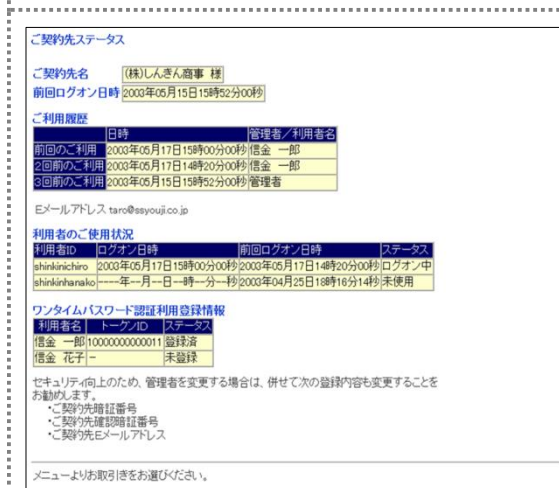 ご契約先ステータス
ご契約先名 (株)しんきん商事 様
前回ログオン日時 2003年05月15日15時52分00秒
ご利用履歴
日時 管理者/利用者名
前回のご利用 2003年05月17日15時00分00秒 信金 一郎
2回前のご利用 2003年05月17日14時20分00秒 信金 一郎
3回前のご利用 2003年05月15日15時52分00秒 管理者
Eメールアドレス taro@ssyouji.co.jp
利用者のご使用状況
利用者ID ログオン日時 前回ログオン日時 ステータス
shinkinichiro 2003年05月17日15時00分00秒 2003年05月17日14時20分00秒 ログオン中
shinkinhanako ----年--月--日--時--分--秒 2003年04月25日18時16分14秒 未使用
ワンタイムパスワード認証利用登録情報
利用者名 トークンID ステータス
信金 一郎 10000000000011 登録済
信金 花子 - 未登録
セキュリティ向上のため、管理者を変更する場合は、併せて次の登録内容も変更することを
お勧めします。
・ご契約先暗証番号
・ご契約先確認暗証番号
・ご契約先Eメールアドレス
メニューよりお取引きをお選びください。